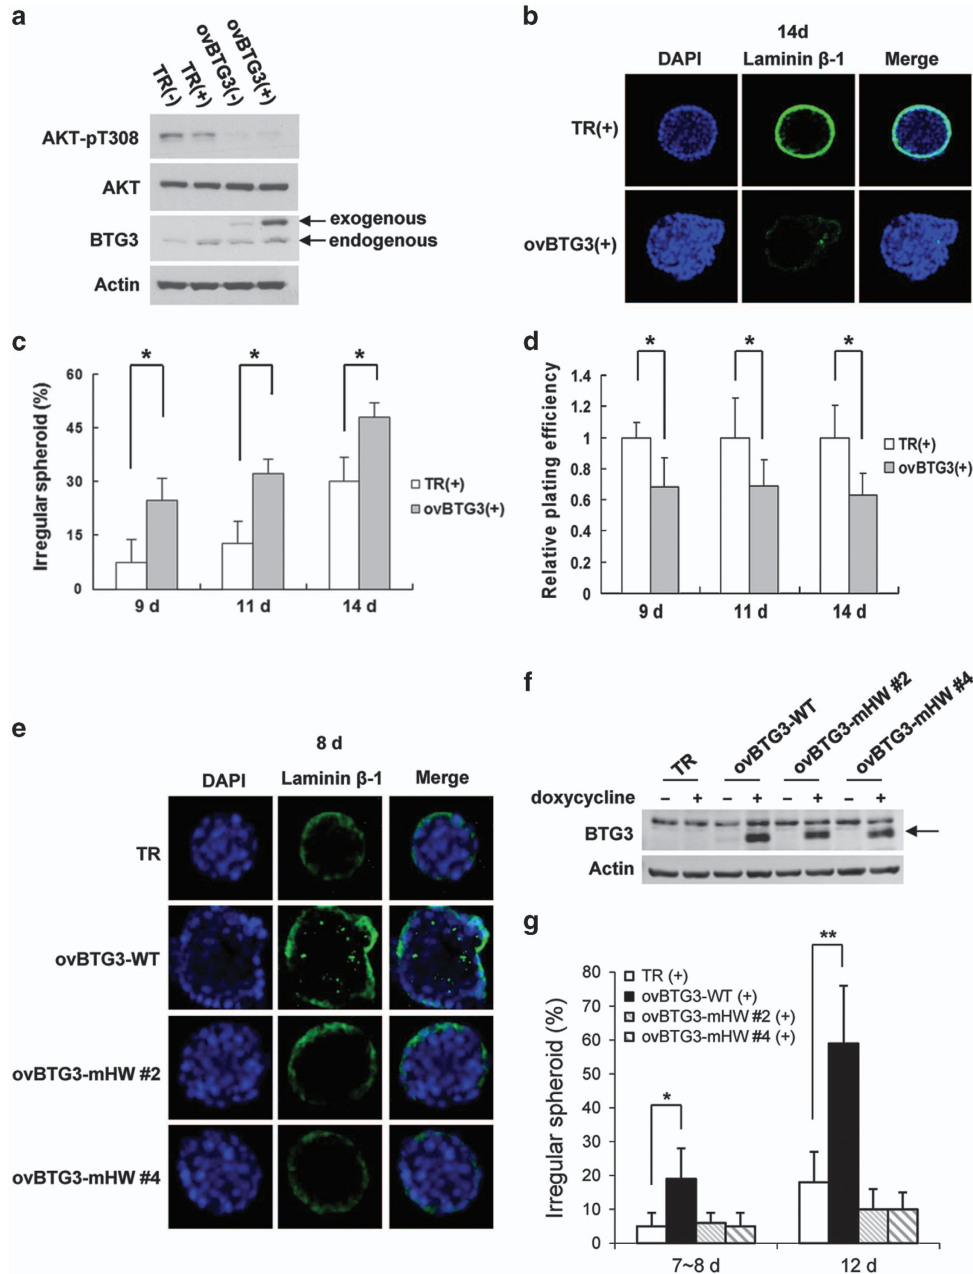 a
TR(-)
TR(+)
ovBTG3(-)
ovBTG3(+)
AKT-pT308
AKT
BTG3
exogenous
endogenous
Actin
b
14d
DAPI
Laminin β-1
Merge
TR(+)
ovBTG3(+)
c
Irregular spheroid (%)
60
45
30
15
0
*
*
*
9 d
11 d
14 d
TR(+)
ovBTG3(+)
d
Relative plating efficiency
1.4
1.2
1
0.8
0.6
0.4
0.2
0
*
*
*
9 d
11 d
14 d
TR(+)
ovBTG3(+)
e
8 d
DAPI
Laminin β-1
Merge
TR
ovBTG3-WT
ovBTG3-mHW #2
ovBTG3-mHW #4
f
TR
ovBTG3-WT
ovBTG3-mHW #2
ovBTG3-mHW #4
doxycycline – + – + – + – +
BTG3
Actin
g
Irregular spheroid (%)
80
70
60
50
40
30
20
10
0
TR (+)
ovBTG3-WT (+)
ovBTG3-mHW #2 (+)
ovBTG3-mHW #4 (+)
*
**
7~8 d
12 d